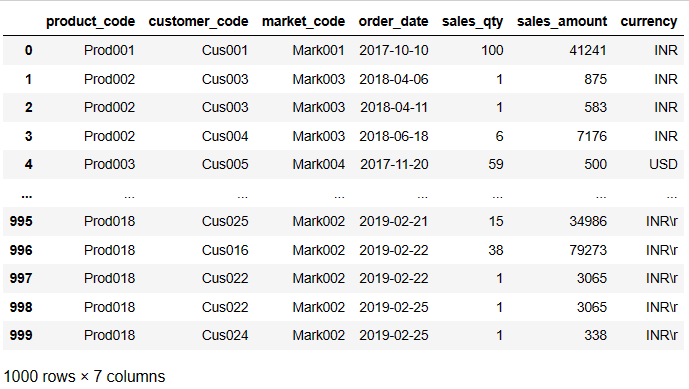 product_code customer_code market_code order_date sales_qty sales_amount currency
0 Prod001 Cus001 Mark001 2017-10-10 100 41241 INR
1 Prod002 Cus003 Mark003 2018-04-06 1 875 INR
2 Prod002 Cus003 Mark003 2018-04-11 1 583 INR
3 Prod002 Cus004 Mark003 2018-06-18 6 7176 INR
4 Prod003 Cus005 Mark004 2017-11-20 59 500 USD
... ... ... ... ... ... ... ...
995 Prod018 Cus025 Mark002 2019-02-21 15 34986 INR\r
996 Prod018 Cus016 Mark002 2019-02-22 38 79273 INR\r
997 Prod018 Cus022 Mark002 2019-02-22 1 3065 INR\r
998 Prod018 Cus022 Mark002 2019-02-25 1 3065 INR\r
999 Prod018 Cus024 Mark002 2019-02-25 1 338 INR\r
1000 rows × 7 columns